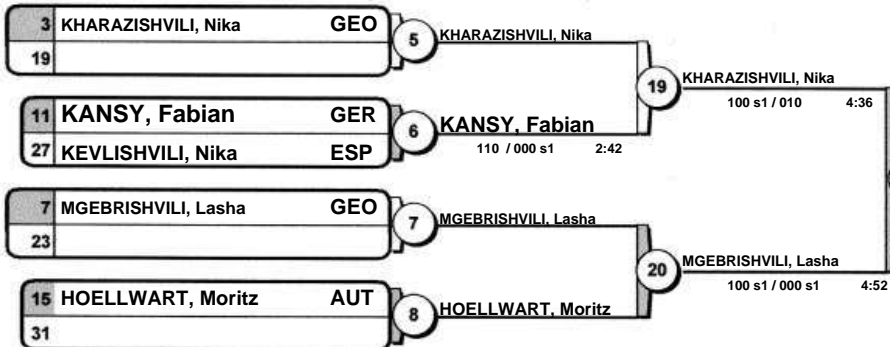 3 KHARAZISHVILI, Nika GEO
19
5
KHARAZISHVILI, Nika
11 KANSY, Fabian GER
27 KEVLISHVILI, Nika ESP
6
KANSY, Fabian
110 / 000 s1 2:42
19
KHARAZISHVILI, Nika
100 s1 / 010 4:36
7 MGEBRISHVILI, Lasha GEO
23
7
MGEBRISHVILI, Lasha
15 HOELLWART, Moritz AUT
31
8
HOELLWART, Moritz
20
MGEBRISHVILI, Lasha
100 s1 / 000 s1 4:52